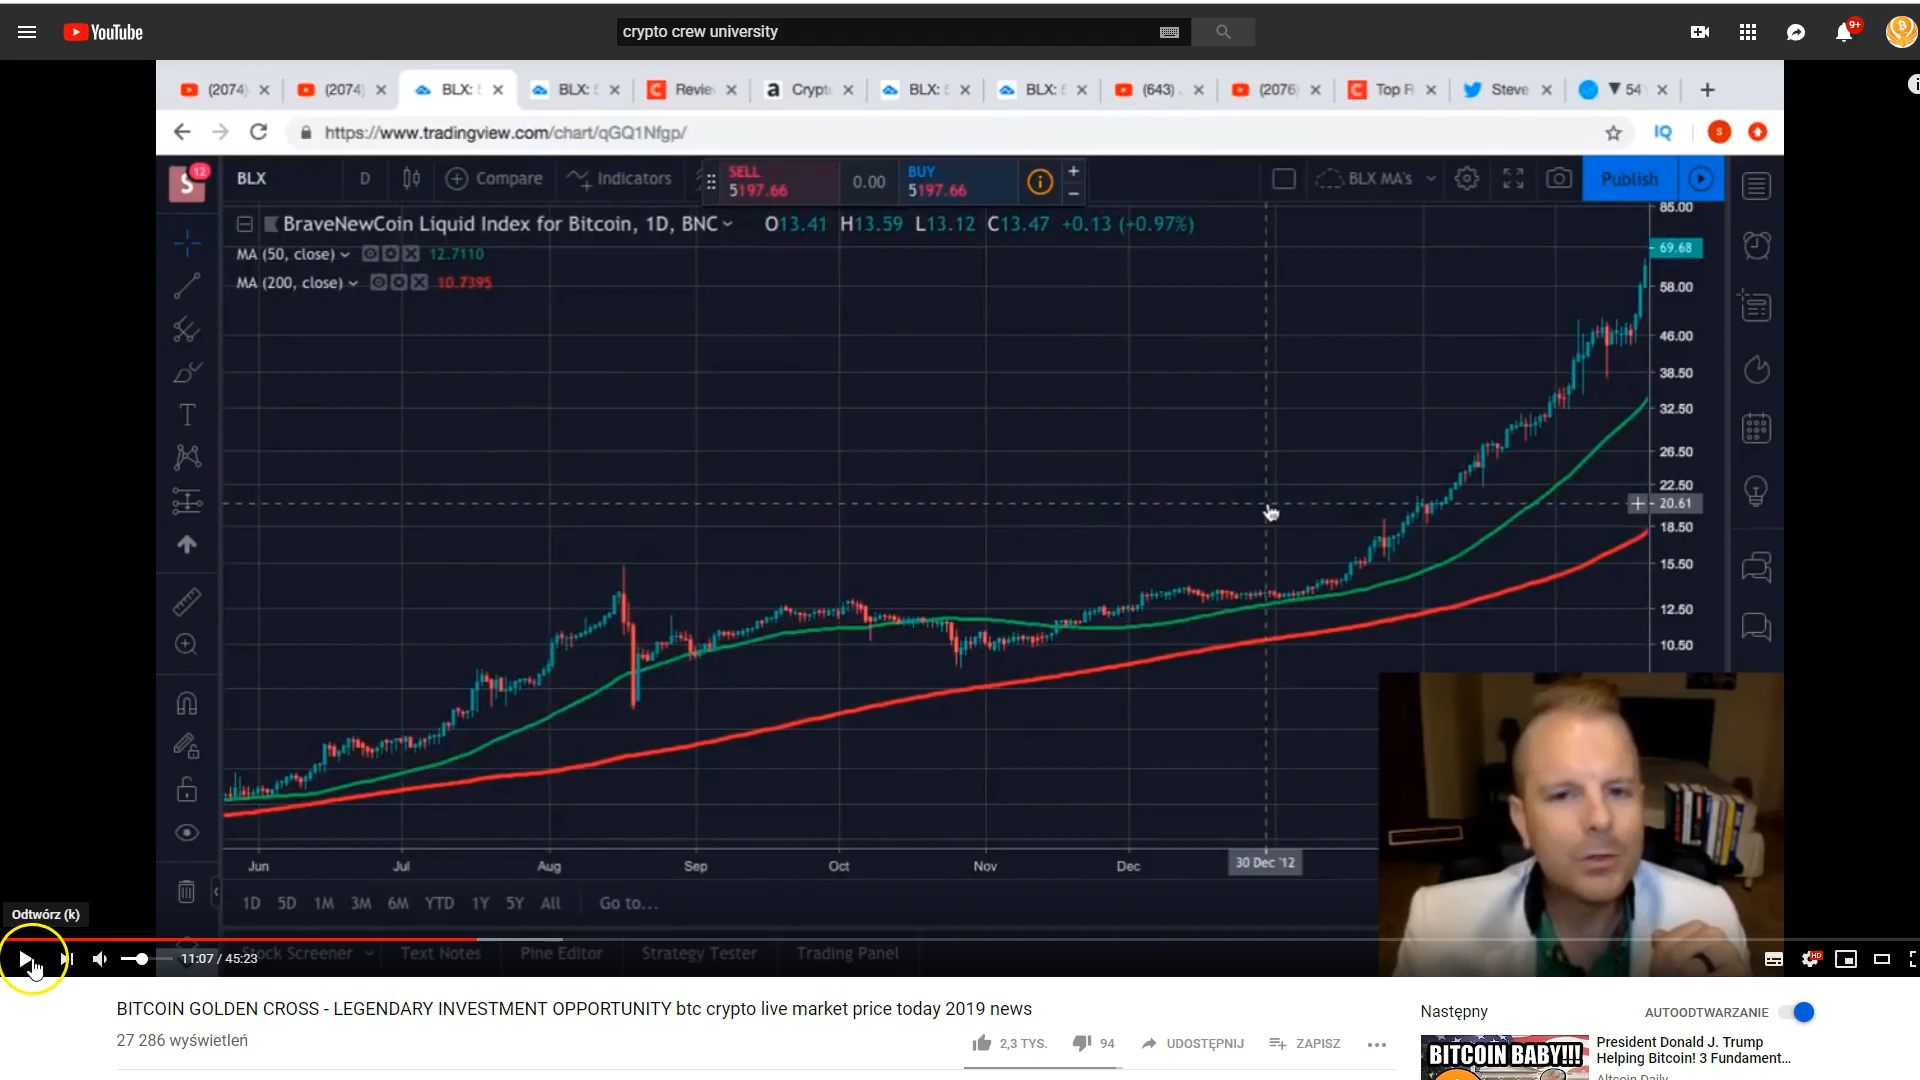 YouTube
crypto crew university
9+
(2074)
(2074)
BLX:
BLX:
Review
Crypto
BLX:
BLX:
(643)
(2076)
Top
Steve
▼ 54
https://www.tradingview.com/chart/qGQ1Nfgp/
IQ
S
S
12
BLX
D
Compare
Indicators
SELL
5197.66
0.00
BUY
5197.66
BLX MA's
Publish
BraveNewCoin Liquid Index for Bitcoin, 1D, BNC
O13.41 H13.59 L13.12 C13.47 +0.13 (+0.97%)
MA (50, close) 12.7110
MA (200, close) 10.7395
85.00
69.68
58.00
46.00
38.50
32.50
26.50
22.50
20.61
18.50
15.50
12.50
10.50
Jun Jul Aug Sep Oct Nov Dec 30 Dec '12
1D 5D 1M 3M 6M YTD 1Y 5Y All Go to...
Odtwórz (k)
Stock Screener Text Notes Pine Editor Strategy Tester Trading Panel
11:07 / 45:23
HD
BITCOIN GOLDEN CROSS - LEGENDARY INVESTMENT OPPORTUNITY btc crypto live market price today 2019 news
27 286 wyświetleń
2,3 TYS.
94
UDOSTĘPNIJ
ZAPISZ
Następny
AUTOODTWARZANIE
BITCOIN BABY!!!
President Donald J. Trump
Helping Bitcoin! 3 Fundament...
Altcoin Daily